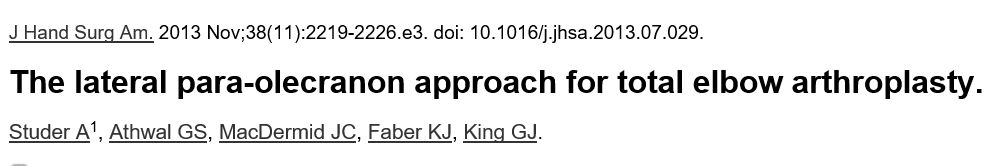 J Hand Surg Am. 2013 Nov;38(11):2219-2226.e3. doi: 10.1016/j.jhsa.2013.07.029.
The lateral para-olecranon approach for total elbow arthroplasty.
Studer A1, Athwal GS, MacDermid JC, Faber KJ, King GJ.